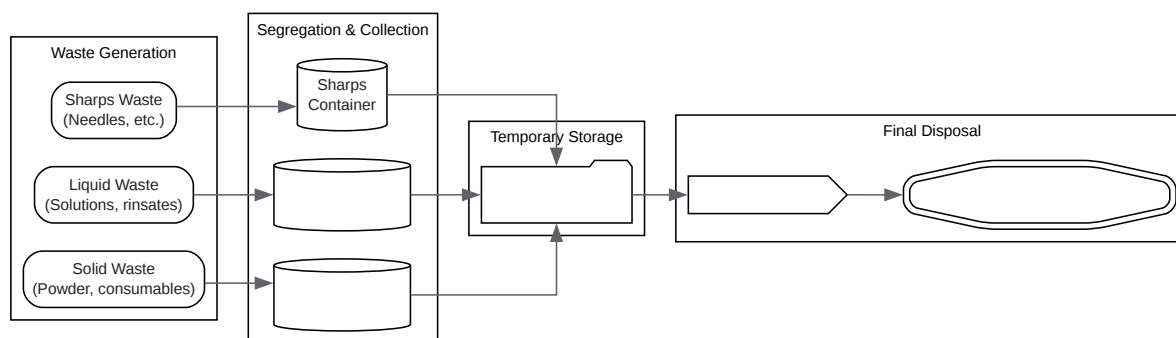 Waste Generation
Sharps Waste
(Needles, etc.)
Liquid Waste
(Solutions, rinsates)
Solid Waste
(Powder, consumables)
Segregation & Collection
Sharps
Container
Temporary Storage
Final Disposal